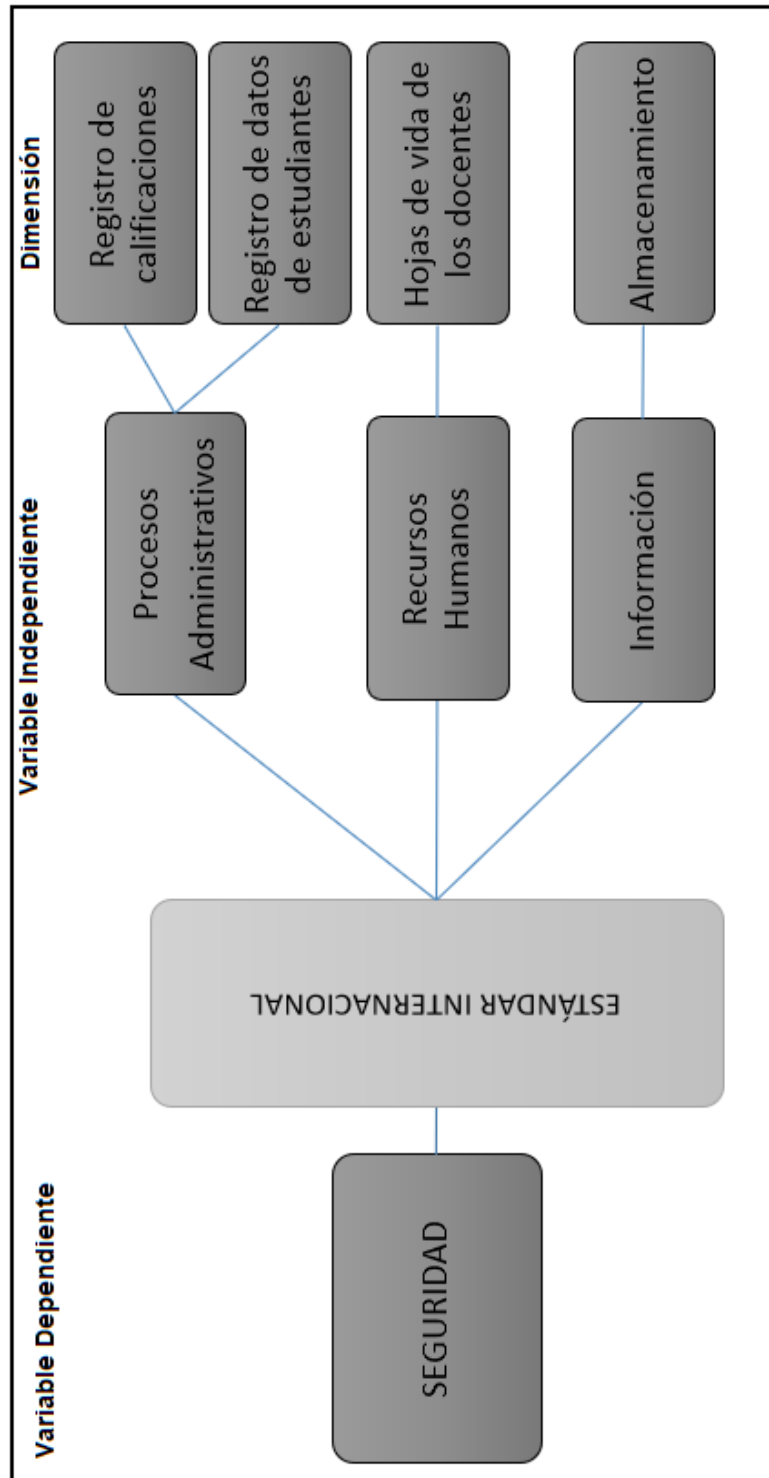 Variable Dependiente
Variable Independiente
Dimensión
SEGURIDAD
ESTÁNDAR INTERNACIONAL
Procesos
Administrativos
Recursos
Humanos
Información
Registro de
calificaciones
Registro de datos
de estudiantes
Hojas de vida de
los docentes
Almacenamiento